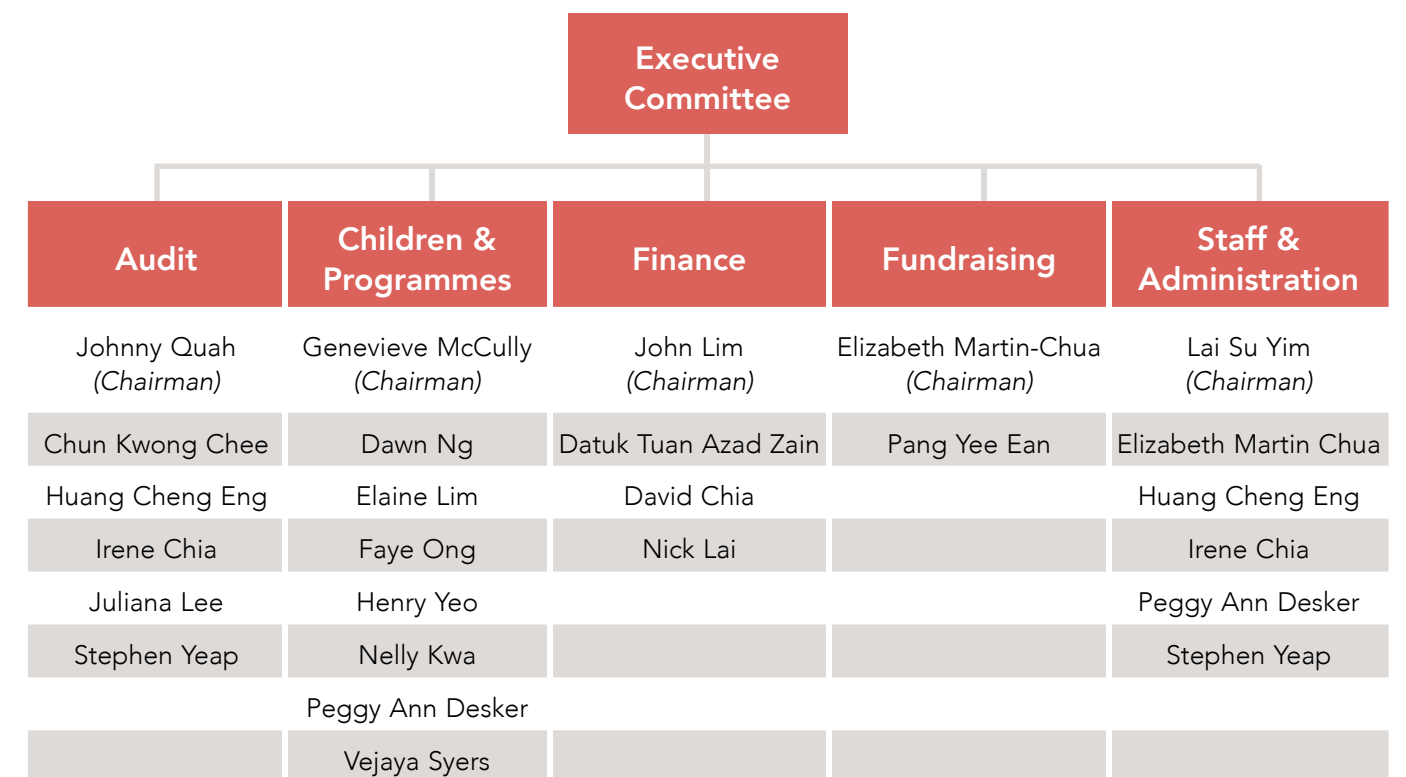 Executive
Committee
Audit
Children &
Programmes
Finance
Fundraising
Staff &
Administration
Johnny Quah
(Chairman)
Genevieve McCully
(Chairman)
John Lim
(Chairman)
Elizabeth Martin-Chua
(Chairman)
Lai Su Yim
(Chairman)
Chun Kwong Chee
Dawn Ng
Datuk Tuan Azad Zain
Pang Yee Ean
Elizabeth Martin Chua
Huang Cheng Eng
Elaine Lim
David Chia
Huang Cheng Eng
Irene Chia
Faye Ong
Nick Lai
Irene Chia
Juliana Lee
Henry Yeo
Peggy Ann Desker
Stephen Yeap
Nelly Kwa
Stephen Yeap
Peggy Ann Desker
Vejaya Syers